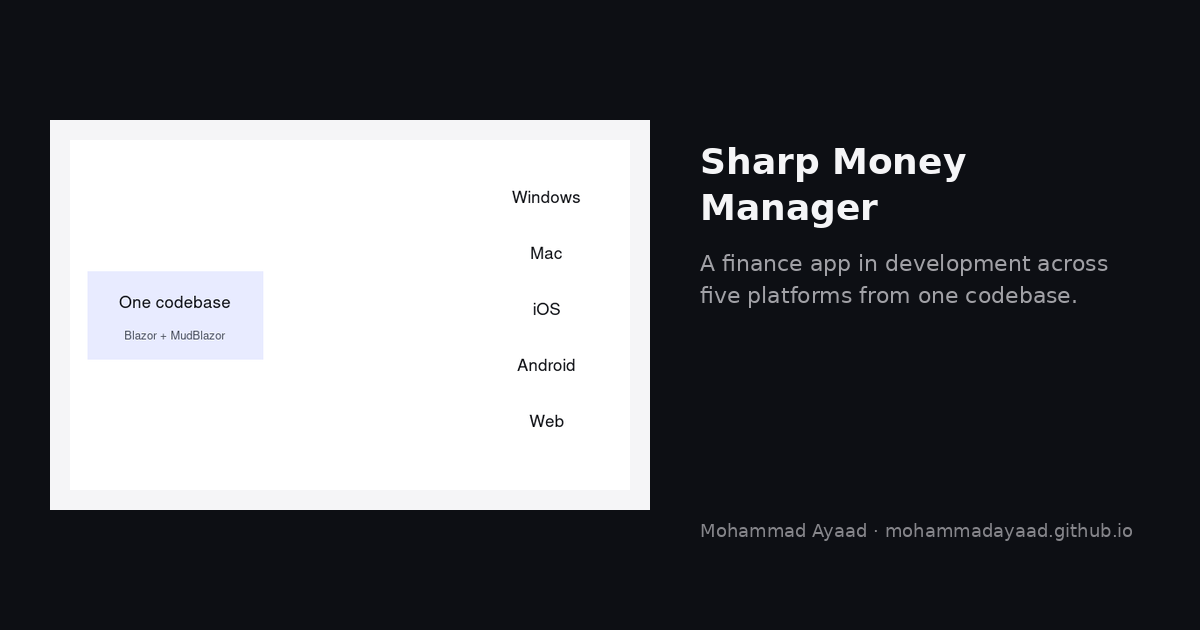 One codebase
Blazor + MudBlazor
Windows
Mac
iOS
Android
Web
Sharp Money
Manager
A finance app in development across
five platforms from one codebase.
Mohammad Ayaad · mohammadayaad.github.io